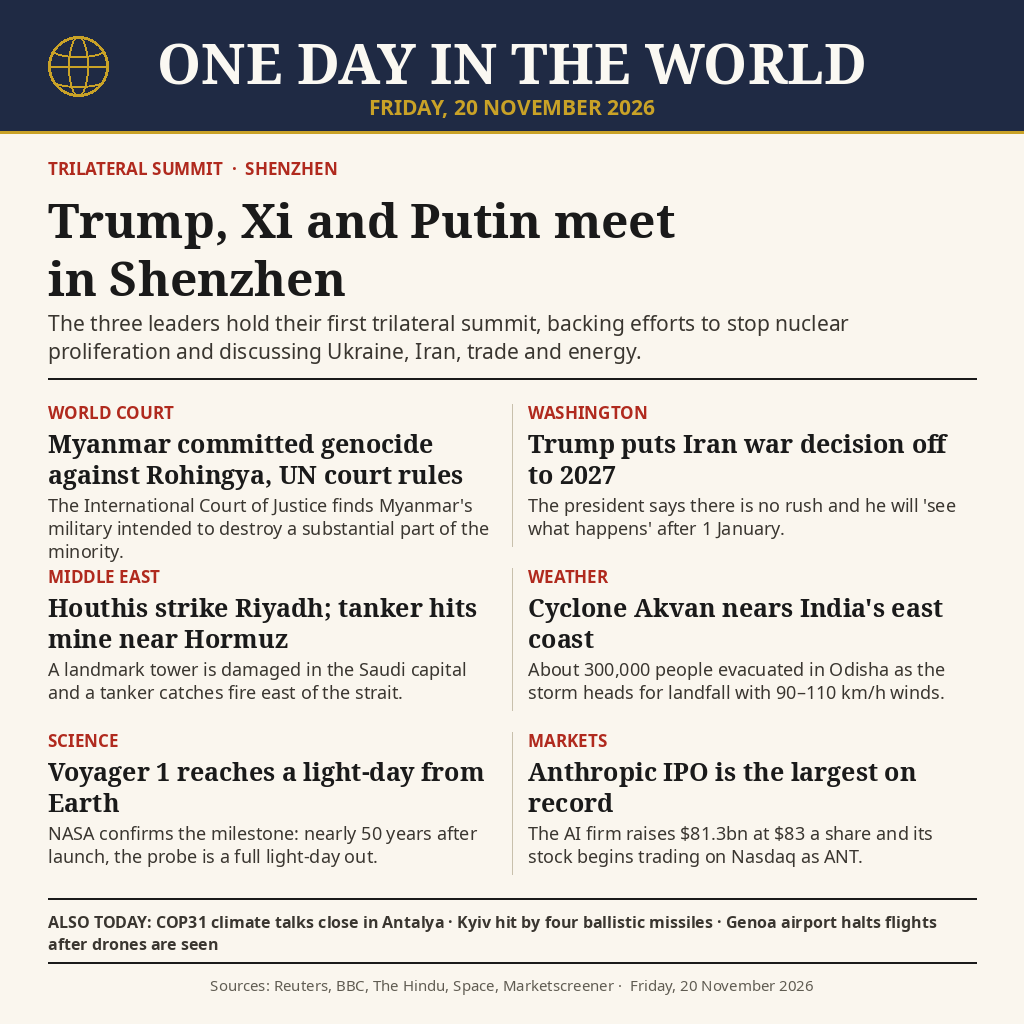 ONE DAY IN THE WORLD
FRIDAY, 20 NOVEMBER 2026
TRILATERAL SUMMIT · SHENZHEN
Trump, Xi and Putin meet
in Shenzhen
The three leaders hold their first trilateral summit, backing efforts to stop nuclear
proliferation and discussing Ukraine, Iran, trade and energy.
WORLD COURT
Myanmar committed genocide
against Rohingya, UN court rules
The International Court of Justice finds Myanmar's
military intended to destroy a substantial part of the
minority.
WASHINGTON
Trump puts Iran war decision off
to 2027
The president says there is no rush and he will 'see
what happens' after 1 January.
MIDDLE EAST
Houthis strike Riyadh; tanker hits
mine near Hormuz
A landmark tower is damaged in the Saudi capital
and a tanker catches fire east of the strait.
WEATHER
Cyclone Akvan nears India's east
coast
About 300,000 people evacuated in Odisha as the
storm heads for landfall with 90–110 km/h winds.
SCIENCE
Voyager 1 reaches a light-day from
Earth
NASA confirms the milestone: nearly 50 years after
launch, the probe is a full light-day out.
MARKETS
Anthropic IPO is the largest on
record
The AI firm raises $81.3bn at $83 a share and its
stock begins trading on Nasdaq as ANT.
ALSO TODAY: COP31 climate talks close in Antalya · Kyiv hit by four ballistic missiles · Genoa airport halts flights
after drones are seen
Sources: Reuters, BBC, The Hindu, Space, Marketscreener · Friday, 20 November 2026